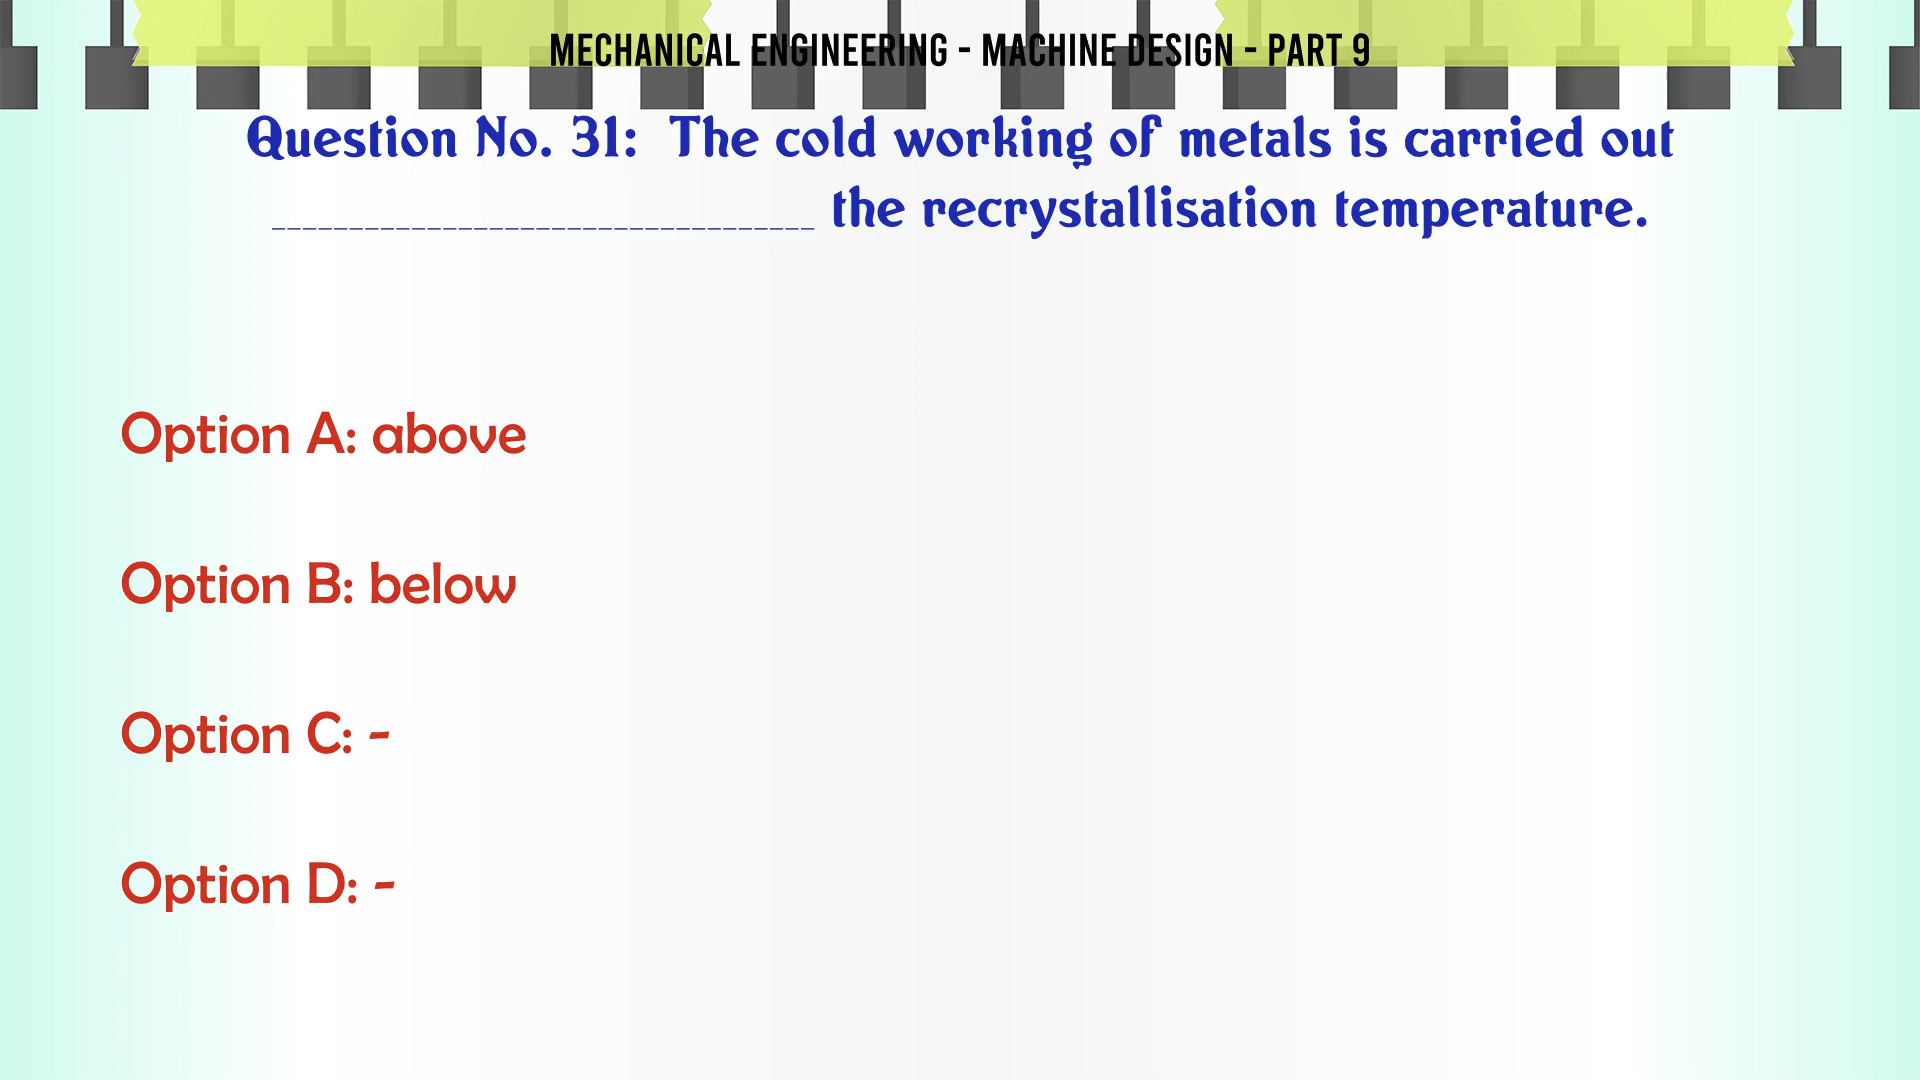 MECHANICAL ENGINEERING - MACHINE DESIGN - PART 9
Question No. 31: The cold working of metals is carried out
___________________________________ the recrystallisation temperature.
Option A: above
Option B: below
Option C: -
Option D: -